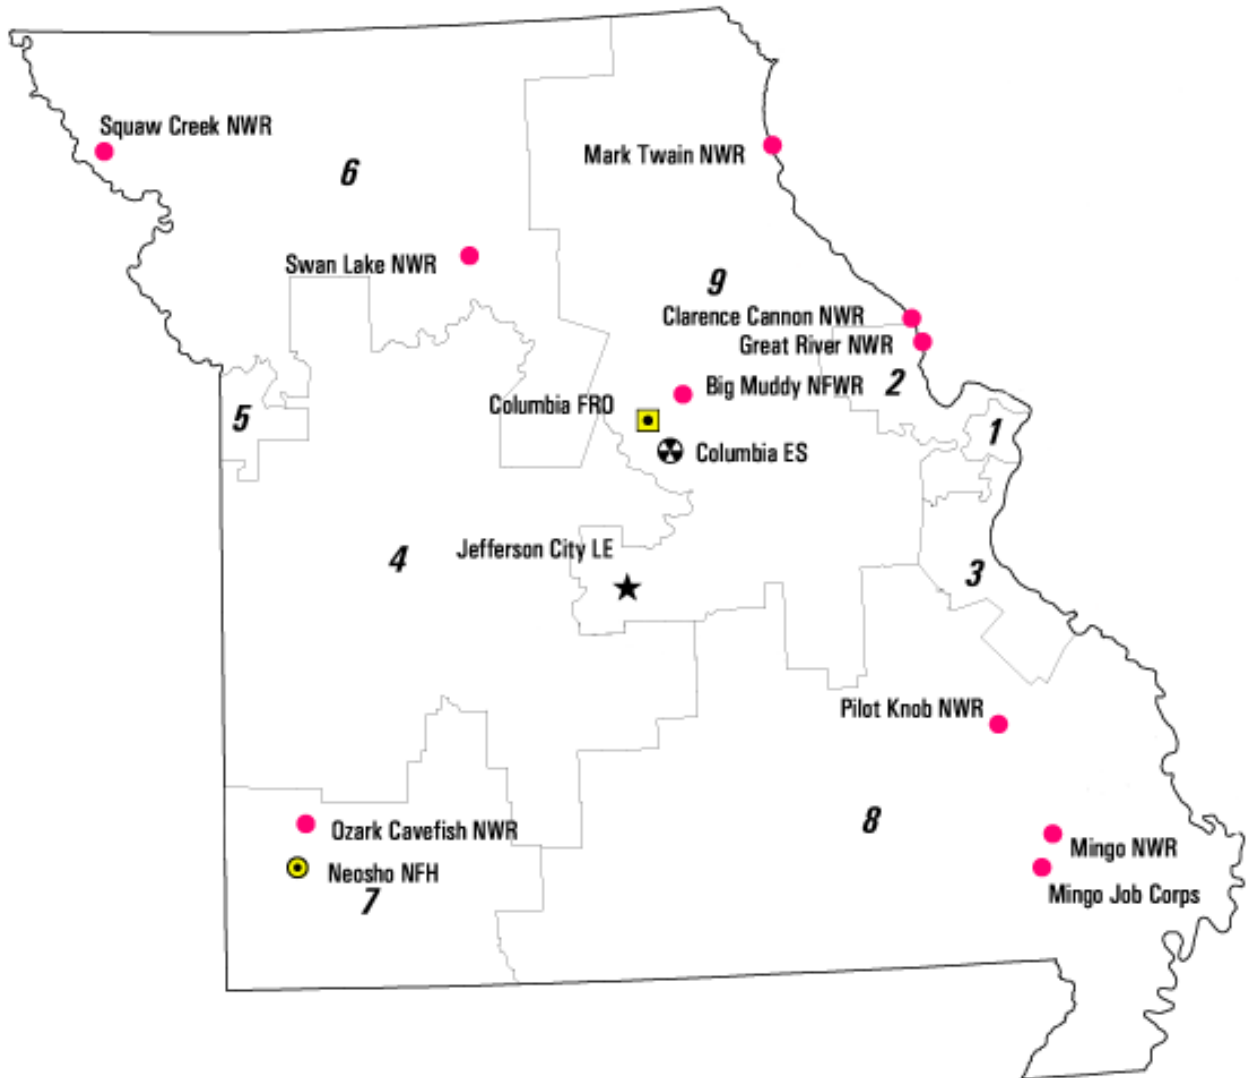 Squaw Creek NWR
Mark Twain NWR
6
Swan Lake NWR
9
Clarence Cannon NWR
Great River NWR
2
Big Muddy NFWR
5
Columbia FRO
1
Columbia ES
Jefferson City LE
4
3
Pilot Knob NWR
8
Ozark Cavefish NWR
Mingo NWR
Neosho NFH
7
Mingo Job Corps